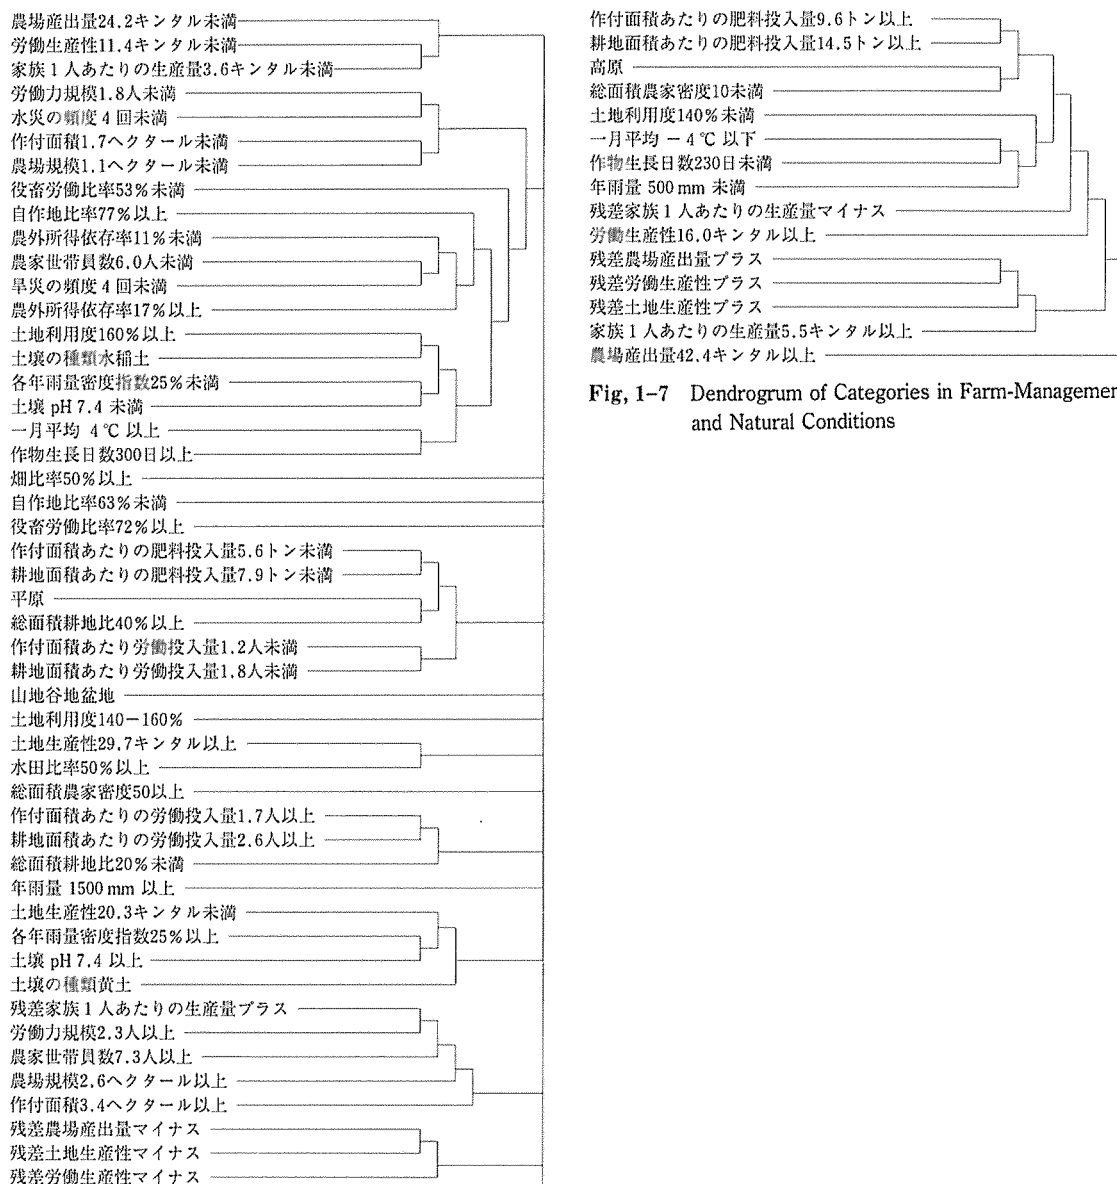 農場産出量24.2キンタル未満
労働生産性11.4キンタル未満
家族1人あたりの生産量3.6キンタル未満
労働力規模1.8人未満
水災の頻度4回未満
作付面積1.7ヘクタール未満
農場規模1.1ヘクタール未満
役畜労働比率53%未満
自作地比率77%以上
農外所得依存率11%未満
農家世帯員数6.0人未満
旱災の頻度4回未満
農外所得依存率17%以上
土地利用度160%以上
土壌の種類水稲土
各年雨量密度指数25%未満
土壌 pH 7.4 未満
一月平均 4℃ 以上
作物生長日数300日以上
畑比率50%以上
自作地比率63%未満
役畜労働比率72%以上
作付面積あたりの肥料投入量5.6トン未満
耕地面積あたりの肥料投入量7.9トン未満
平原
総面積耕地比40%以上
作付面積あたり労働投入量1.2人未満
耕地面積あたり労働投入量1.8人未満
山地谷地盆地
土地利用度140-160%
土地生産性29.7キンタル以上
水田比率50%以上
総面積農家密度50以上
作付面積あたりの労働投入量1.7人以上
耕地面積あたりの労働投入量2.6人以上
総面積耕地比20%未満
年雨量 1500 mm 以上
土地生産性20.3キンタル未満
各年雨量密度指数25%以上
土壌 pH 7.4 以上
土壌の種類黄土
残差家族1人あたりの生産量プラス
労働力規模2.3人以上
農家世帯員数7.3人以上
農場規模2.6ヘクタール以上
作付面積3.4ヘクタール以上
残差農場産出量マイナス
残差土地生産性マイナス
残差労働生産性マイナス
作付面積あたりの肥料投入量9.6トン以上
耕地面積あたりの肥料投入量14.5トン以上
高原
総面積農家密度10未満
土地利用度140%未満
一月平均 -4℃ 以下
作物生長日数230日未満
年雨量 500 mm 未満
残差家族1人あたりの生産量マイナス
労働生産性16.0キンタル以上
残差農場産出量プラス
残差労働生産性プラス
残差土地生産性プラス
家族1人あたりの生産量5.5キンタル以上
農場産出量42.4キンタル以上
Fig, 1-7 Dendrogrum of Categories in Farm-Managemen
and Natural Conditions